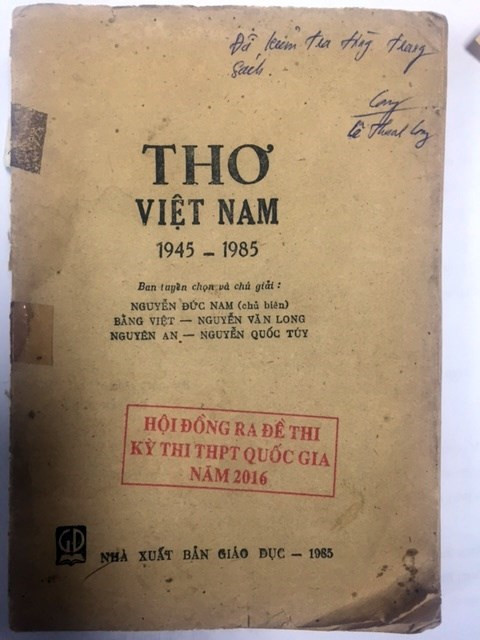 Đã kiểm tra từng trang
sách.
Long
Lê Thành Long
THƠ
VIỆT NAM
1945 - 1985
Ban tuyển chọn và chú giải :
NGUYỄN ĐỨC NAM (chủ biên)
BẰNG VIỆT — NGUYỄN VĂN LONG
NGUYÊN AN — NGUYỄN QUỐC TÚY
HỘI ĐỒNG RA ĐỀ THI
KỲ THI THPT QUỐC GIA
NĂM 2016
GD
NHÀ XUẤT BẢN GIÁO DỤC — 1985